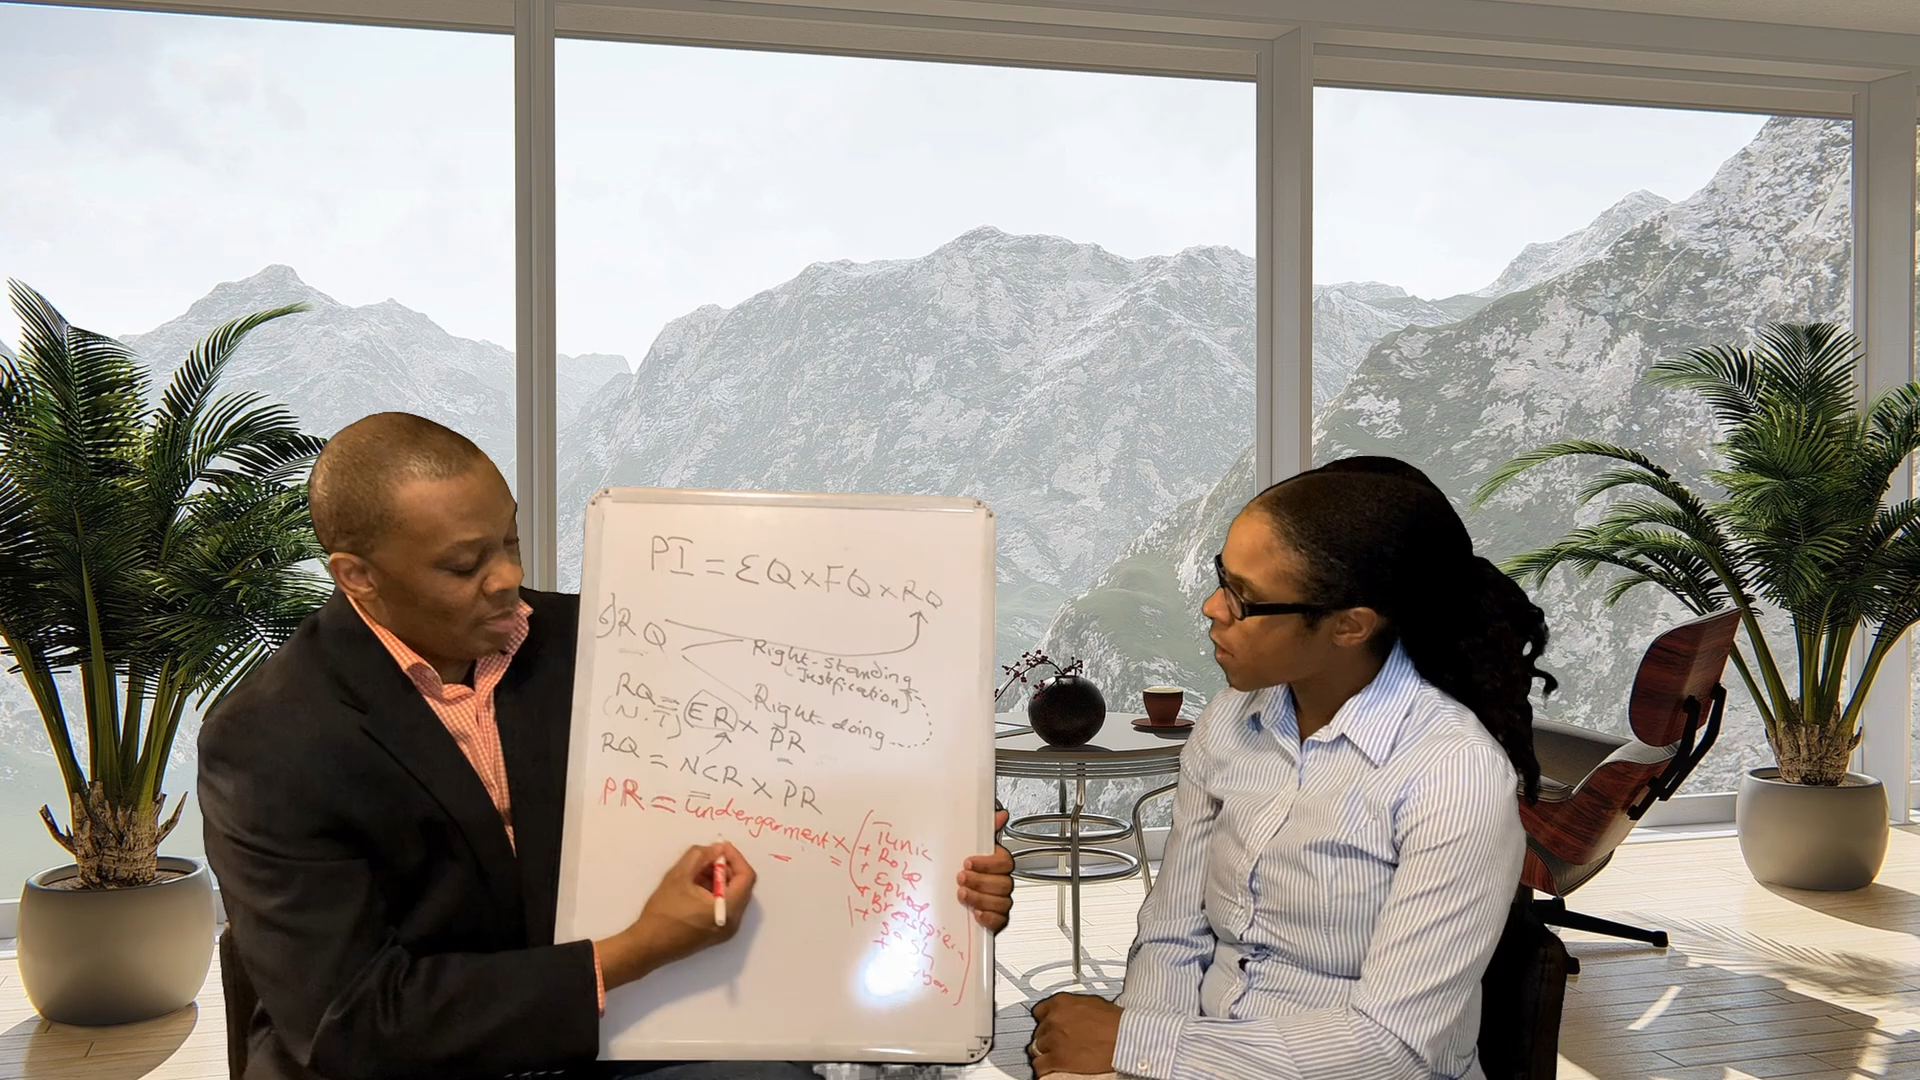 PI = EQ x FQ x RQ
6) RQ
Right-standing
(Justification)
RQ = (ER) x PR
(N.T)
Right-doing
RQ = NCR x PR
PR = Undergarment x (Tunic
+ Robe
+ Ephod
+ Breastpiece
+ Sash
+